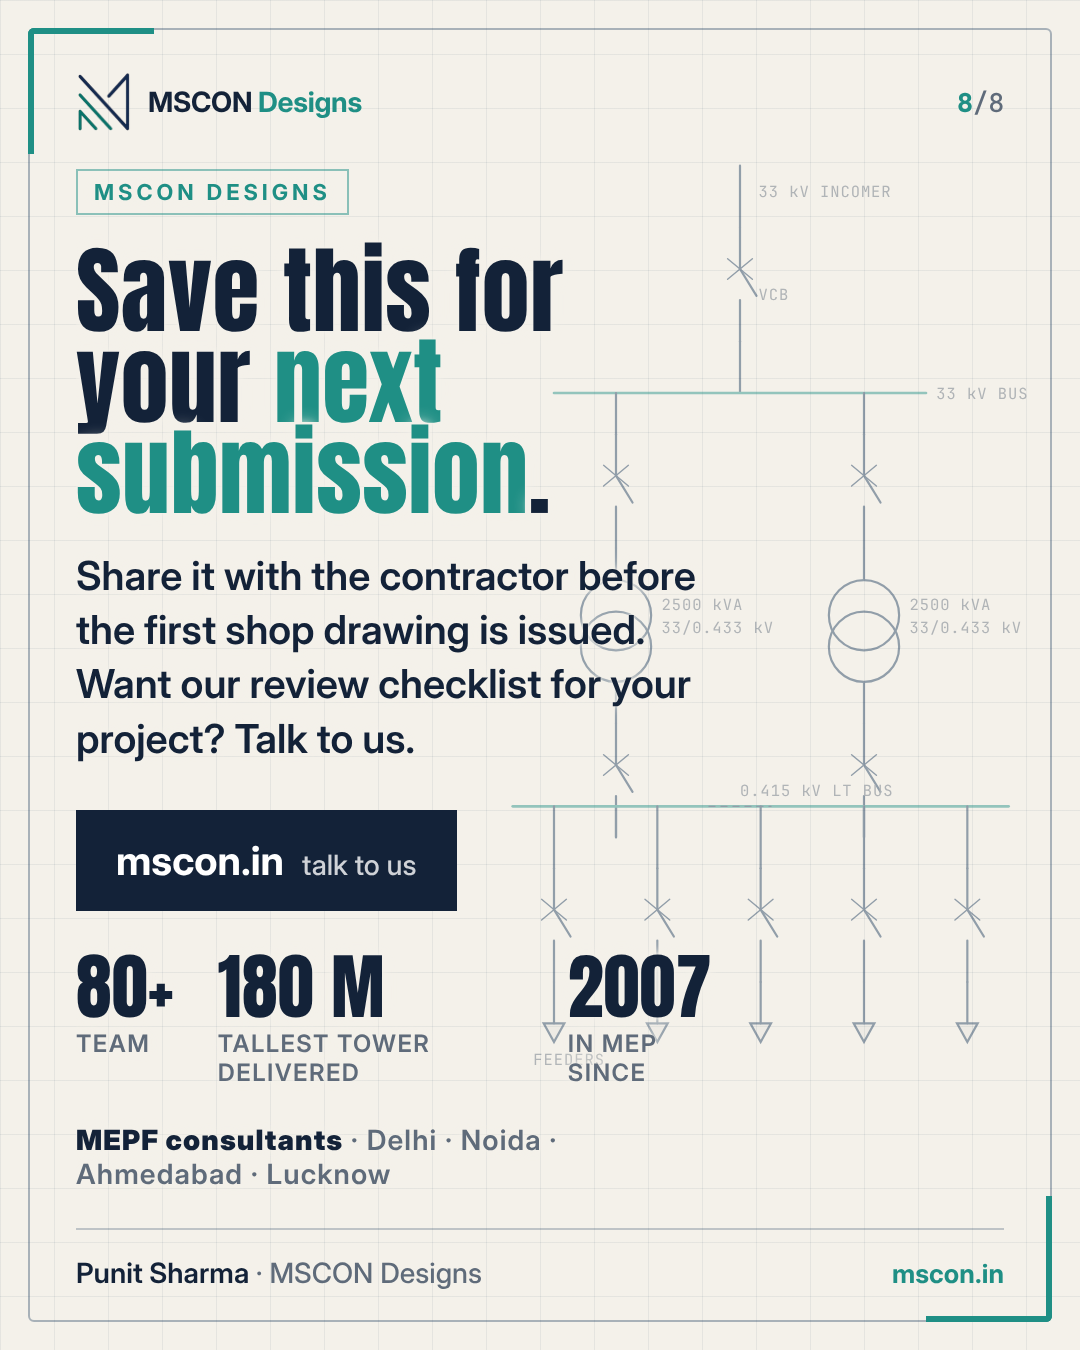 MSCON Designs
8/8
MSCON DESIGNS
33 kV INCOMER
VCB
Save this for
your next
submission.
33 kV BUS
Share it with the contractor before
the first shop drawing is issued.
Want our review checklist for your
project? Talk to us.
2500 kVA
33/0.433 kV
2500 kVA
33/0.433 kV
0.415 kV LT BUS
mscon.in talk to us
80+
TEAM
180 M
TALLEST TOWER
DELIVERED
2007
IN MEP
SINCE
FEEDERS
MEPF consultants · Delhi · Noida ·
Ahmedabad · Lucknow
Punit Sharma · MSCON Designs
mscon.in